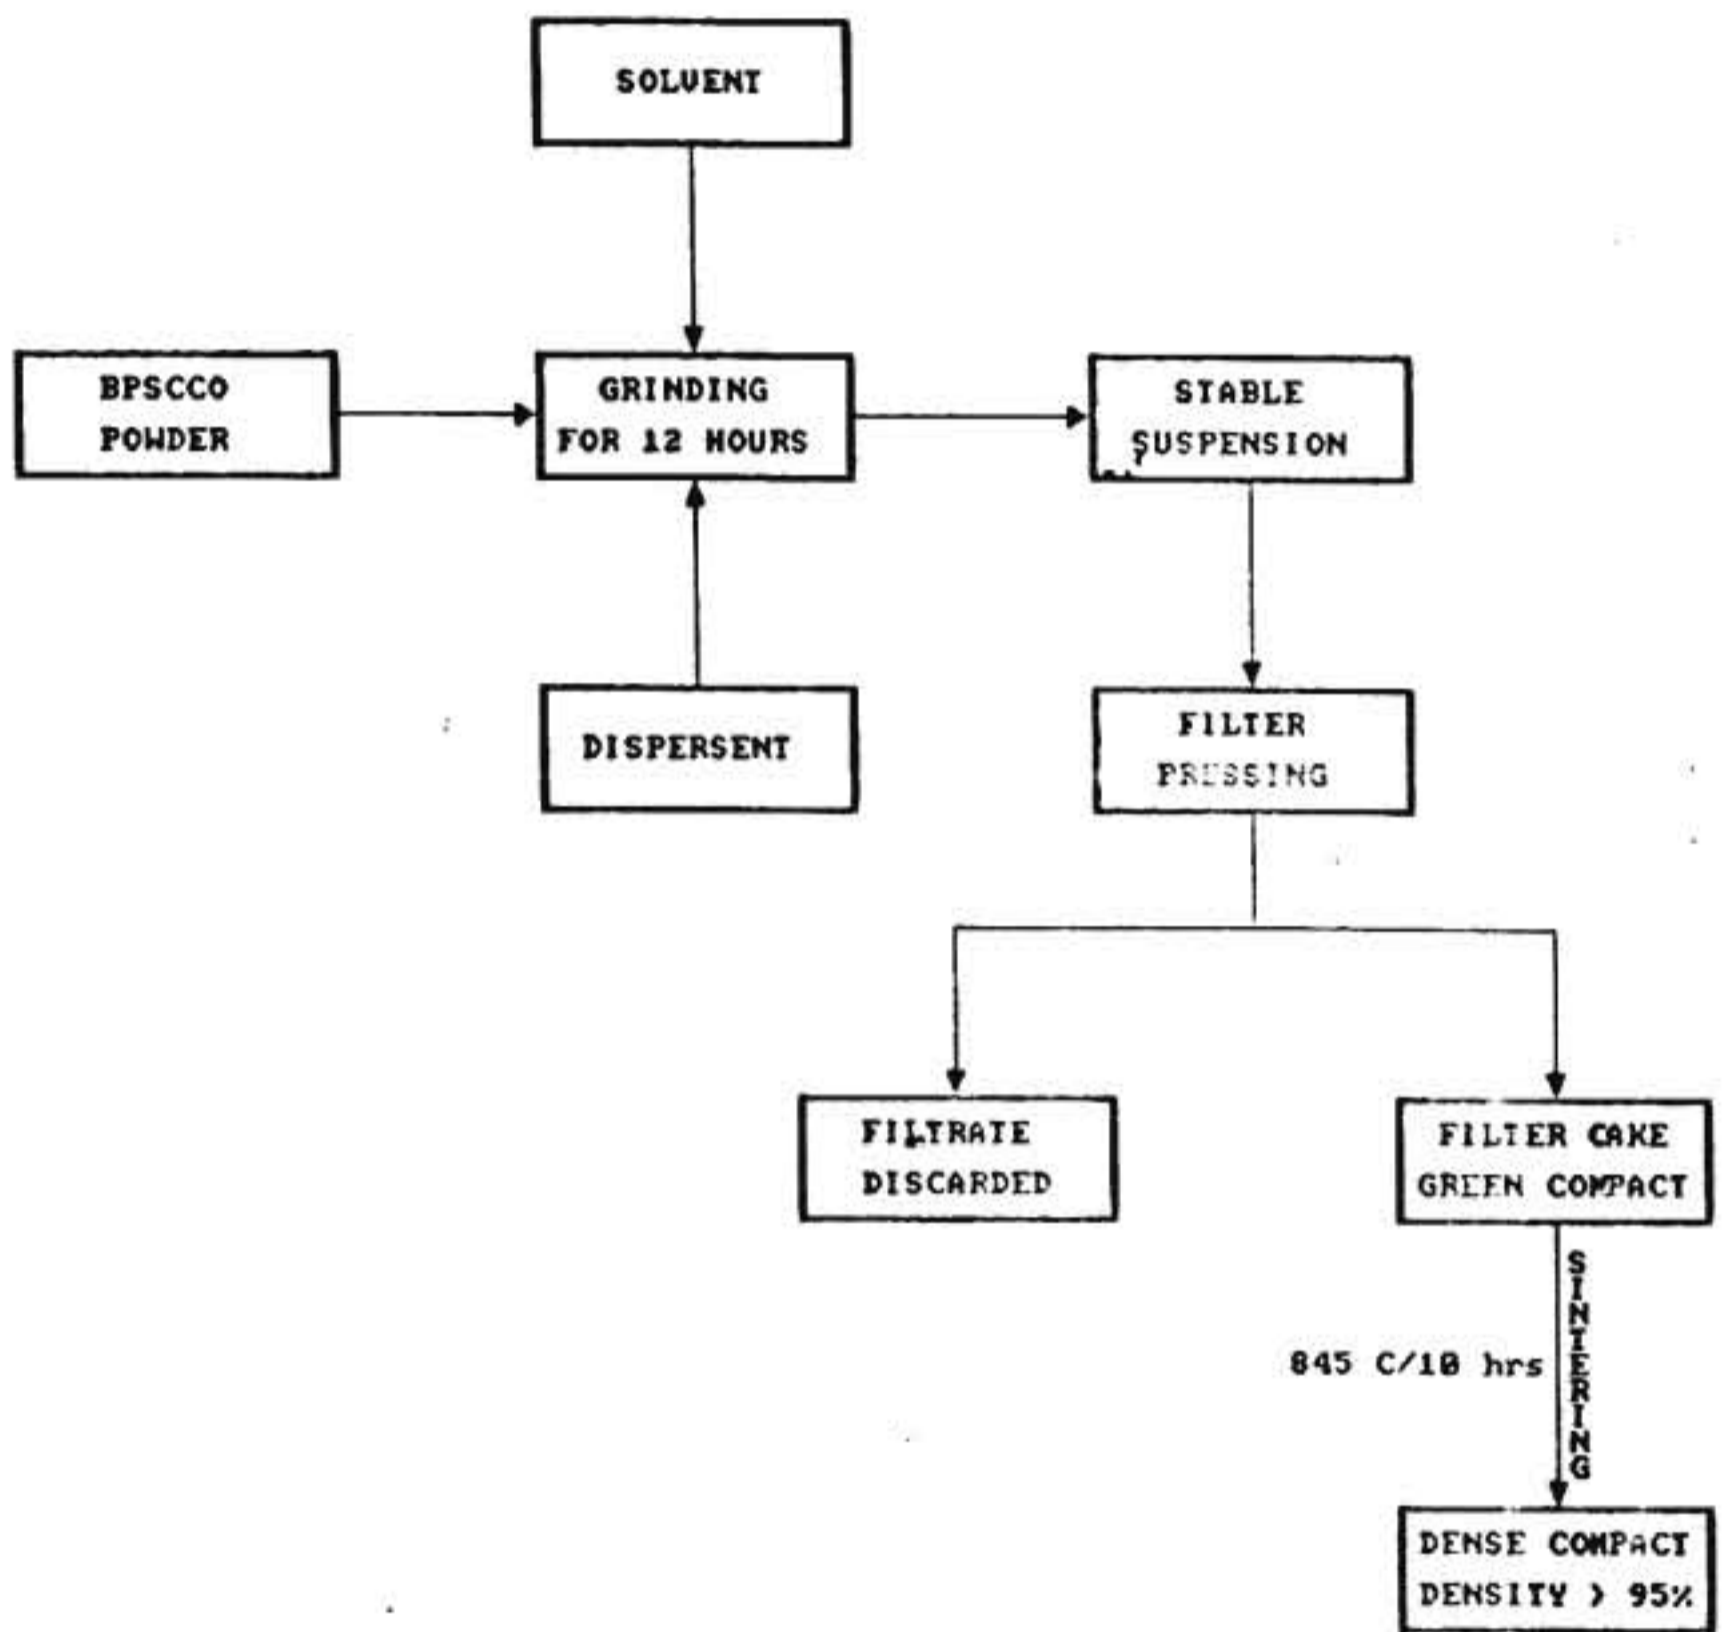 SOLVENT
BPSCCO
POWDER
GRINDING
FOR 12 HOURS
STABLE
SUSPENSION
DISPERSENT
FILTER
PRESSING
FILTRATE
DISCARDED
FILTER CAKE
GREEN COMPACT
SINTERING
845 C/10 hrs
DENSE COMPACT
DENSITY > 95%